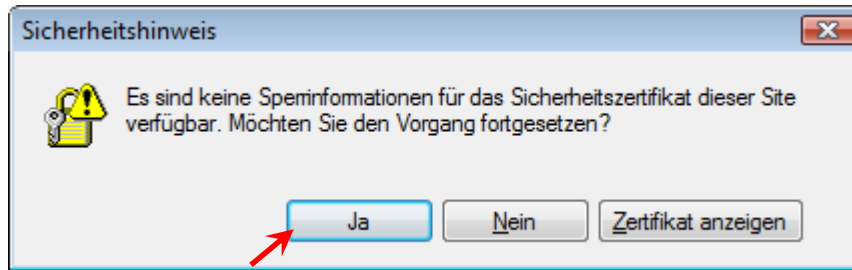 Sicherheitshinweis
Es sind keine Sperrinformationen für das Sicherheitszertifikat dieser Site
verfügbar. Möchten Sie den Vorgang fortgesetzen?
Ja Nein Zertifikat anzeigen